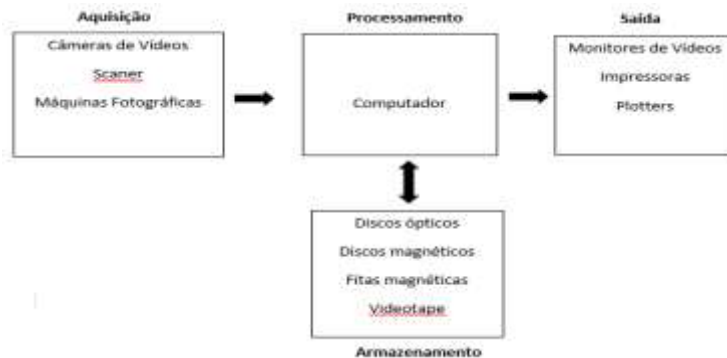 Aquisição
Câmeras de Vídeos
Scaner
Máquinas Fotográficas
Processamento
Computador
Saída
Monitores de Vídeos
Impressoras
Plotters
Discos ópticos
Discos magnéticos
Fitas magnéticas
Videotape
Armazenamento